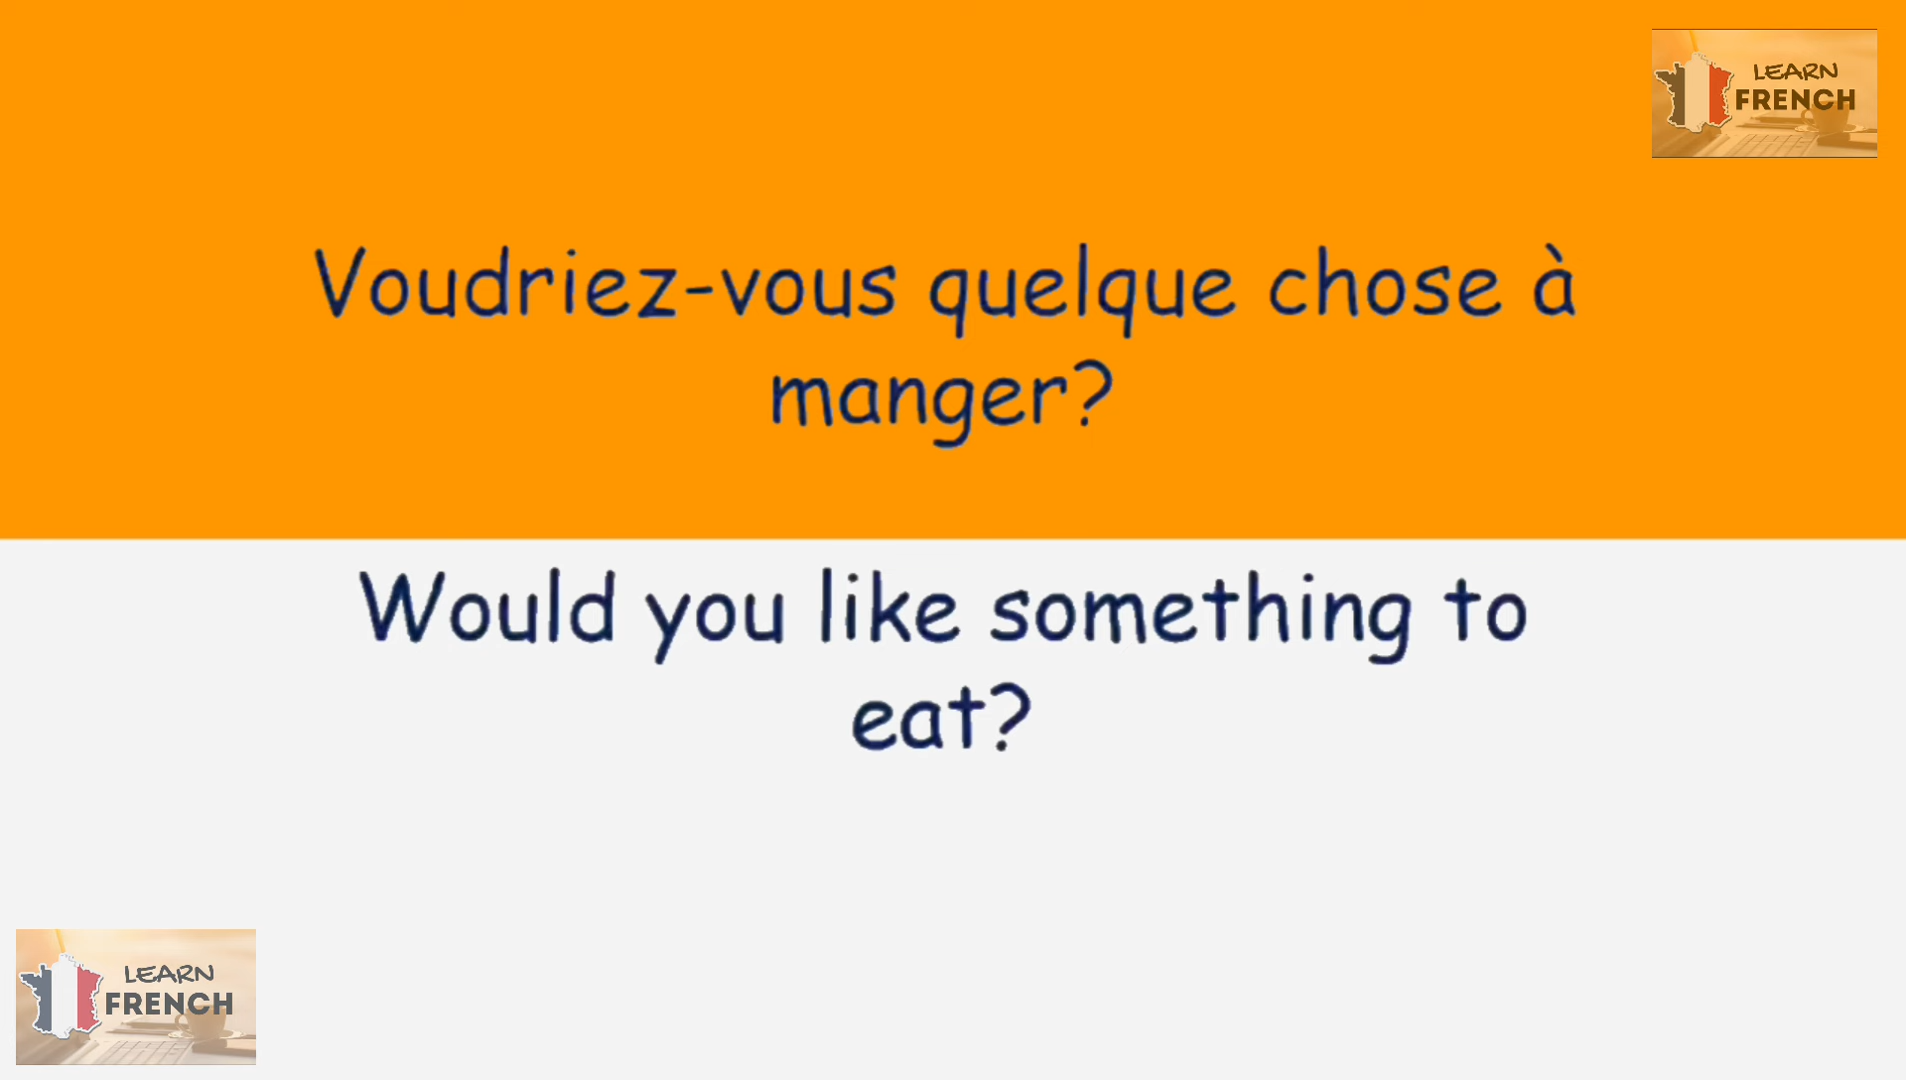 LEARN
FRENCH
Voudriez-vous quelque chose à
manger?
Would you like something to
eat?
LEARN
FRENCH